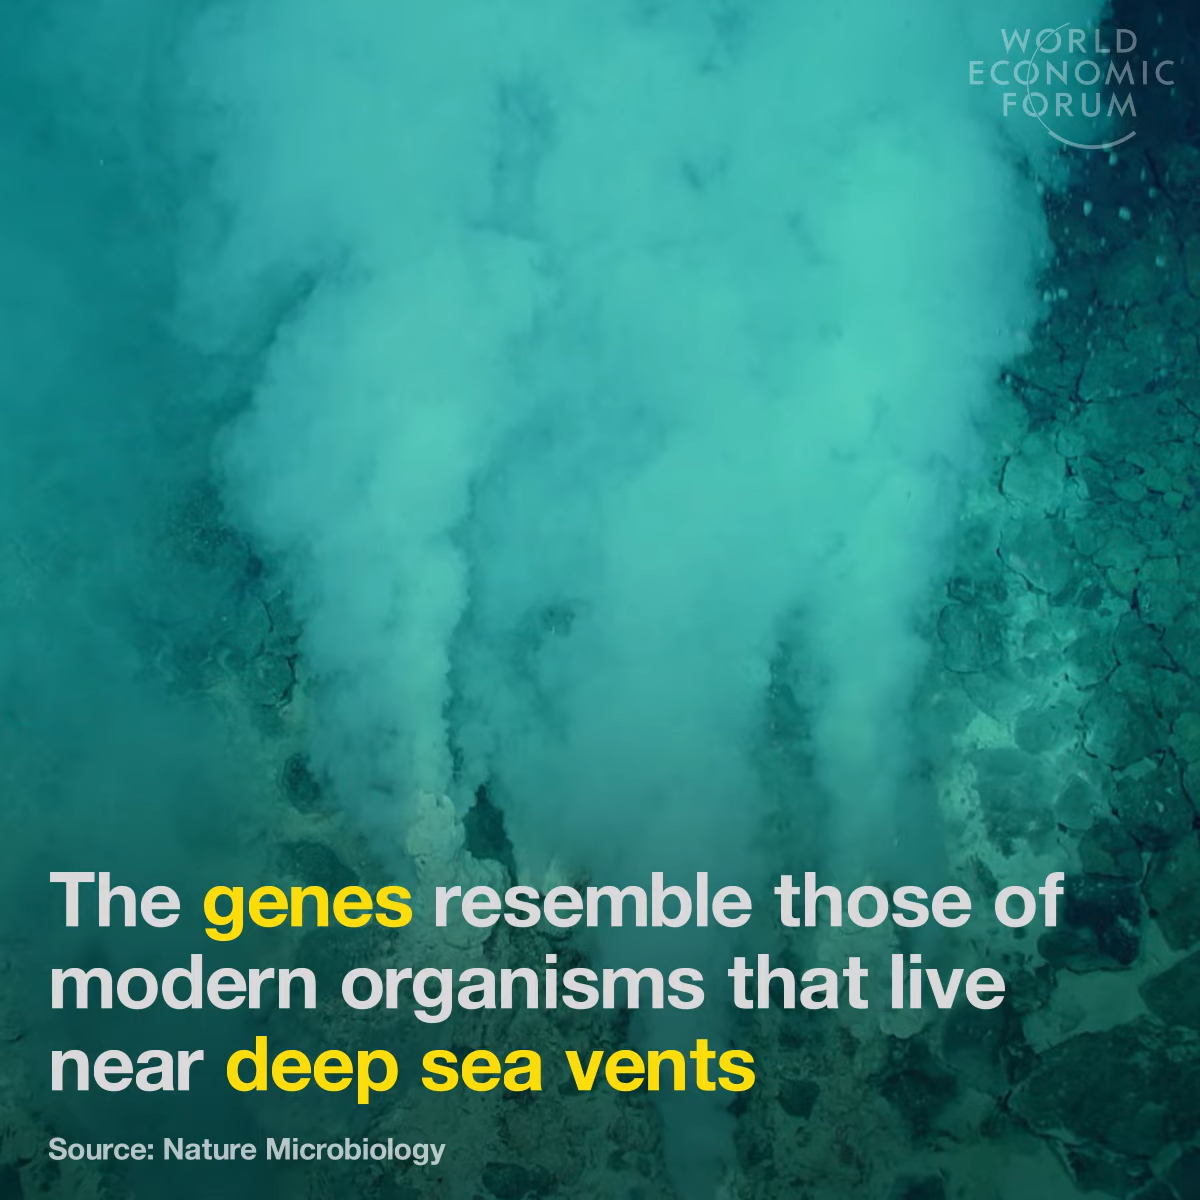 WORLD
ECONOMIC
FORUM
The genes resemble those of
modern organisms that live
near deep sea vents
Source: Nature Microbiology